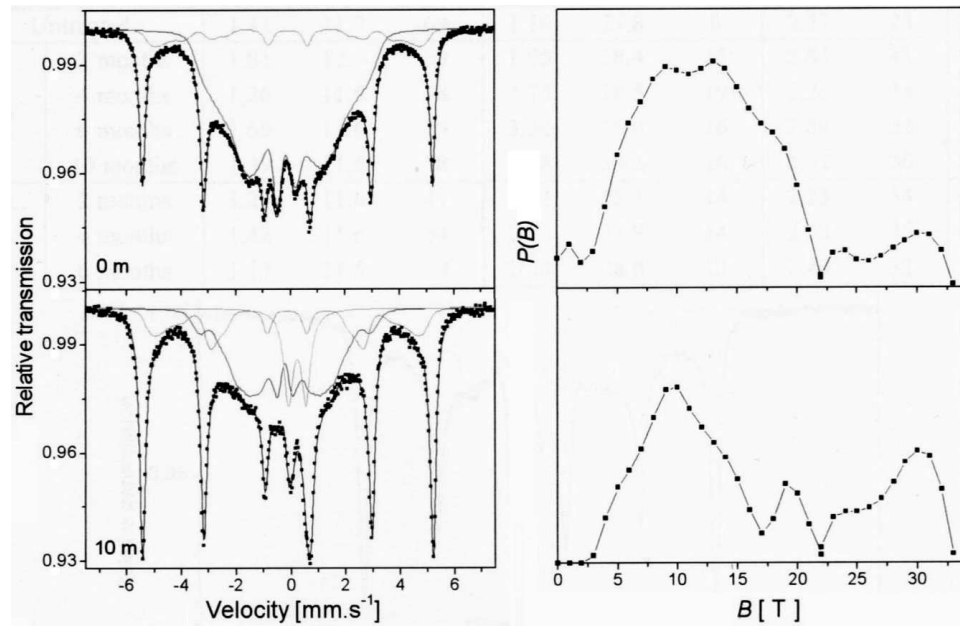 0.99
0.96
0.93
0 m
Relative transmission
0.99
0.96
0.93
10 m
-6 -4 -2 0 2 4 6
Velocity [mm.s⁻¹]
P(B)
0 5 10 15 20 25 30
B [ T ]